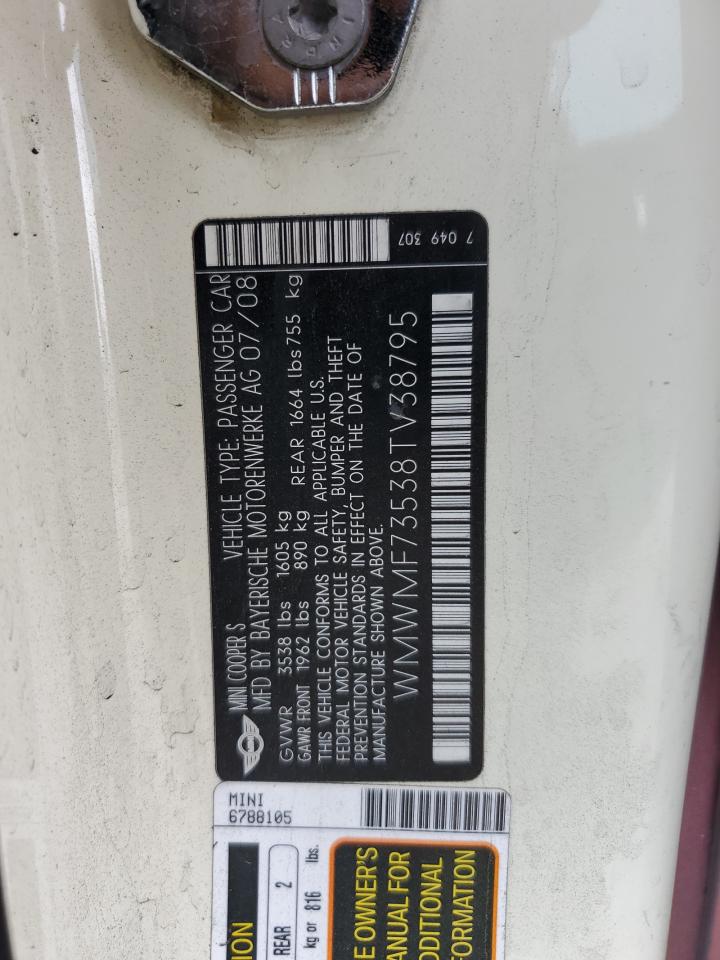 7 049 307
MINI COOPER S VEHICLE TYPE: PASSENGER CAR
MFD BY BAYERISCHE MOTORENWERKE AG 07/08
GVWR 3538 lbs 1605 kg
GAWR FRONT 1962 lbs 890 kg REAR 1664 lbs 755 kg
THIS VEHICLE CONFORMS TO ALL APPLICABLE U.S.
FEDERAL MOTOR VEHICLE SAFETY, BUMPER AND THEFT
PREVENTION STANDARDS IN EFFECT ON THE DATE OF
MANUFACTURE SHOWN ABOVE.
WMWMF73538TV38795
MINI
6788105
REAR 2
kg or 816 lbs.
E OWNER'S
ANUAL FOR
DDITIONAL
FORMATION